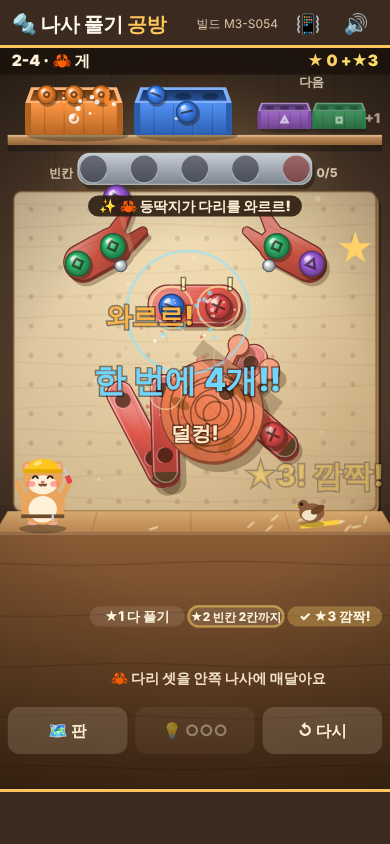 나사 풀기 공방
빌드 M3-S054
2-4 · 🦀 게
★ 0 +★3
다음
+1
빈칸
0/5
✨ 🦀 등딱지가 다리를 와르르!
와르르!
한 번에 4개!!
덜컹!
★3! 깜짝!
★1 다 풀기
★2 빈칸 2칸까지
✓ ★3 깜짝!
🦀 다리 셋을 안쪽 나사에 매달아요
🗺️ 판
💡 ○○○
↺ 다시